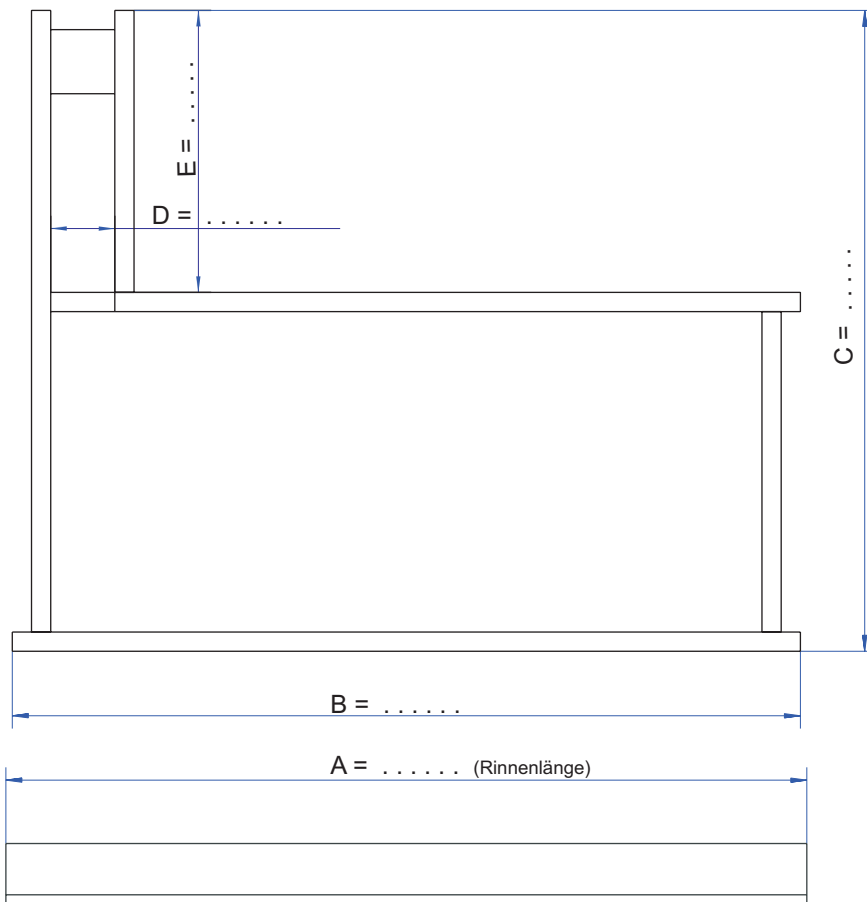 E = . . . . .
D = . . . . . .
C = . . . . .
B = . . . . . .
A = . . . . . . (Rinnenlänge)